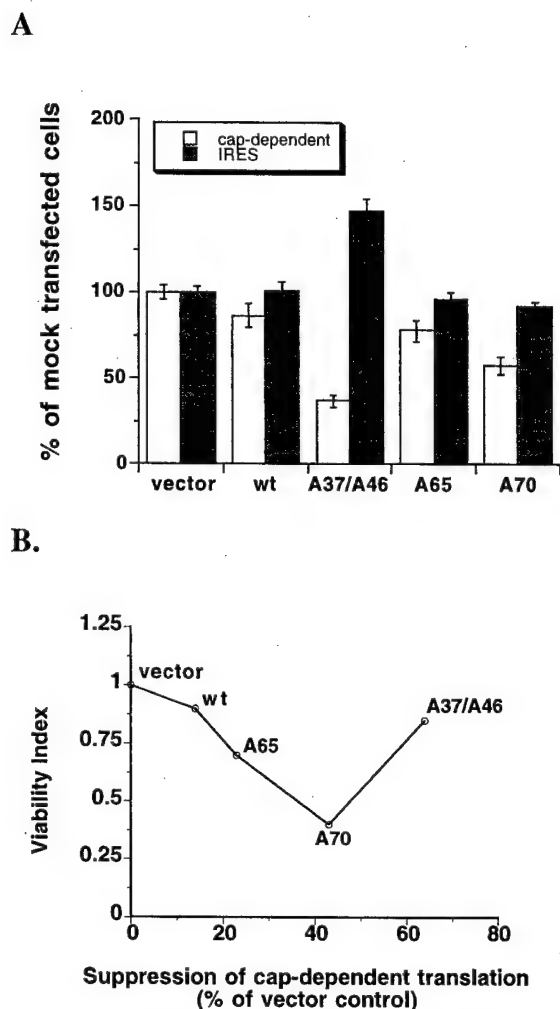 A
% of mock transfected cells
200
150
100
50
0
cap-dependent
IRES
vector wt A37/A46 A65 A70
B.
Viability Index
1.25
1
0.75
0.5
0.25
0
vector
wt
A65
A70
A37/A46
0 20 40 60 80
Suppression of cap-dependent translation
(% of vector control)